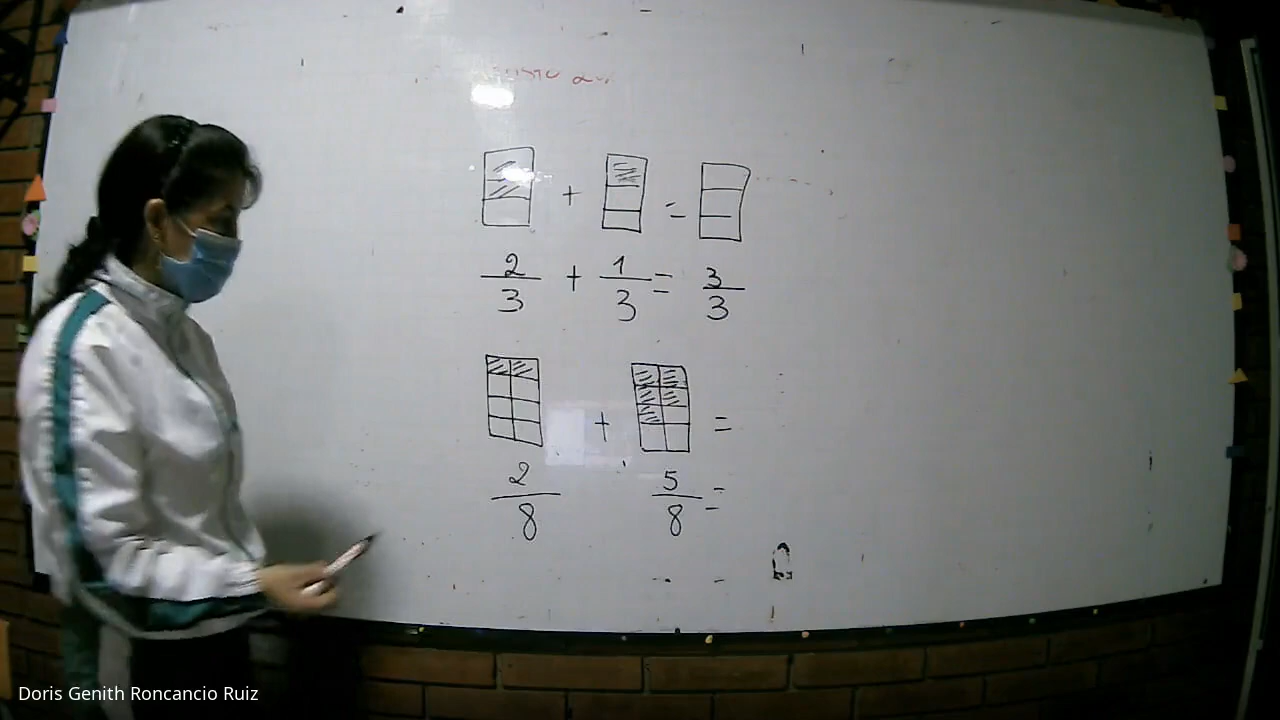 2/3 + 1/3 = 3/3
+ =
2/8 5/8 =
Doris Genith Roncancio Ruiz